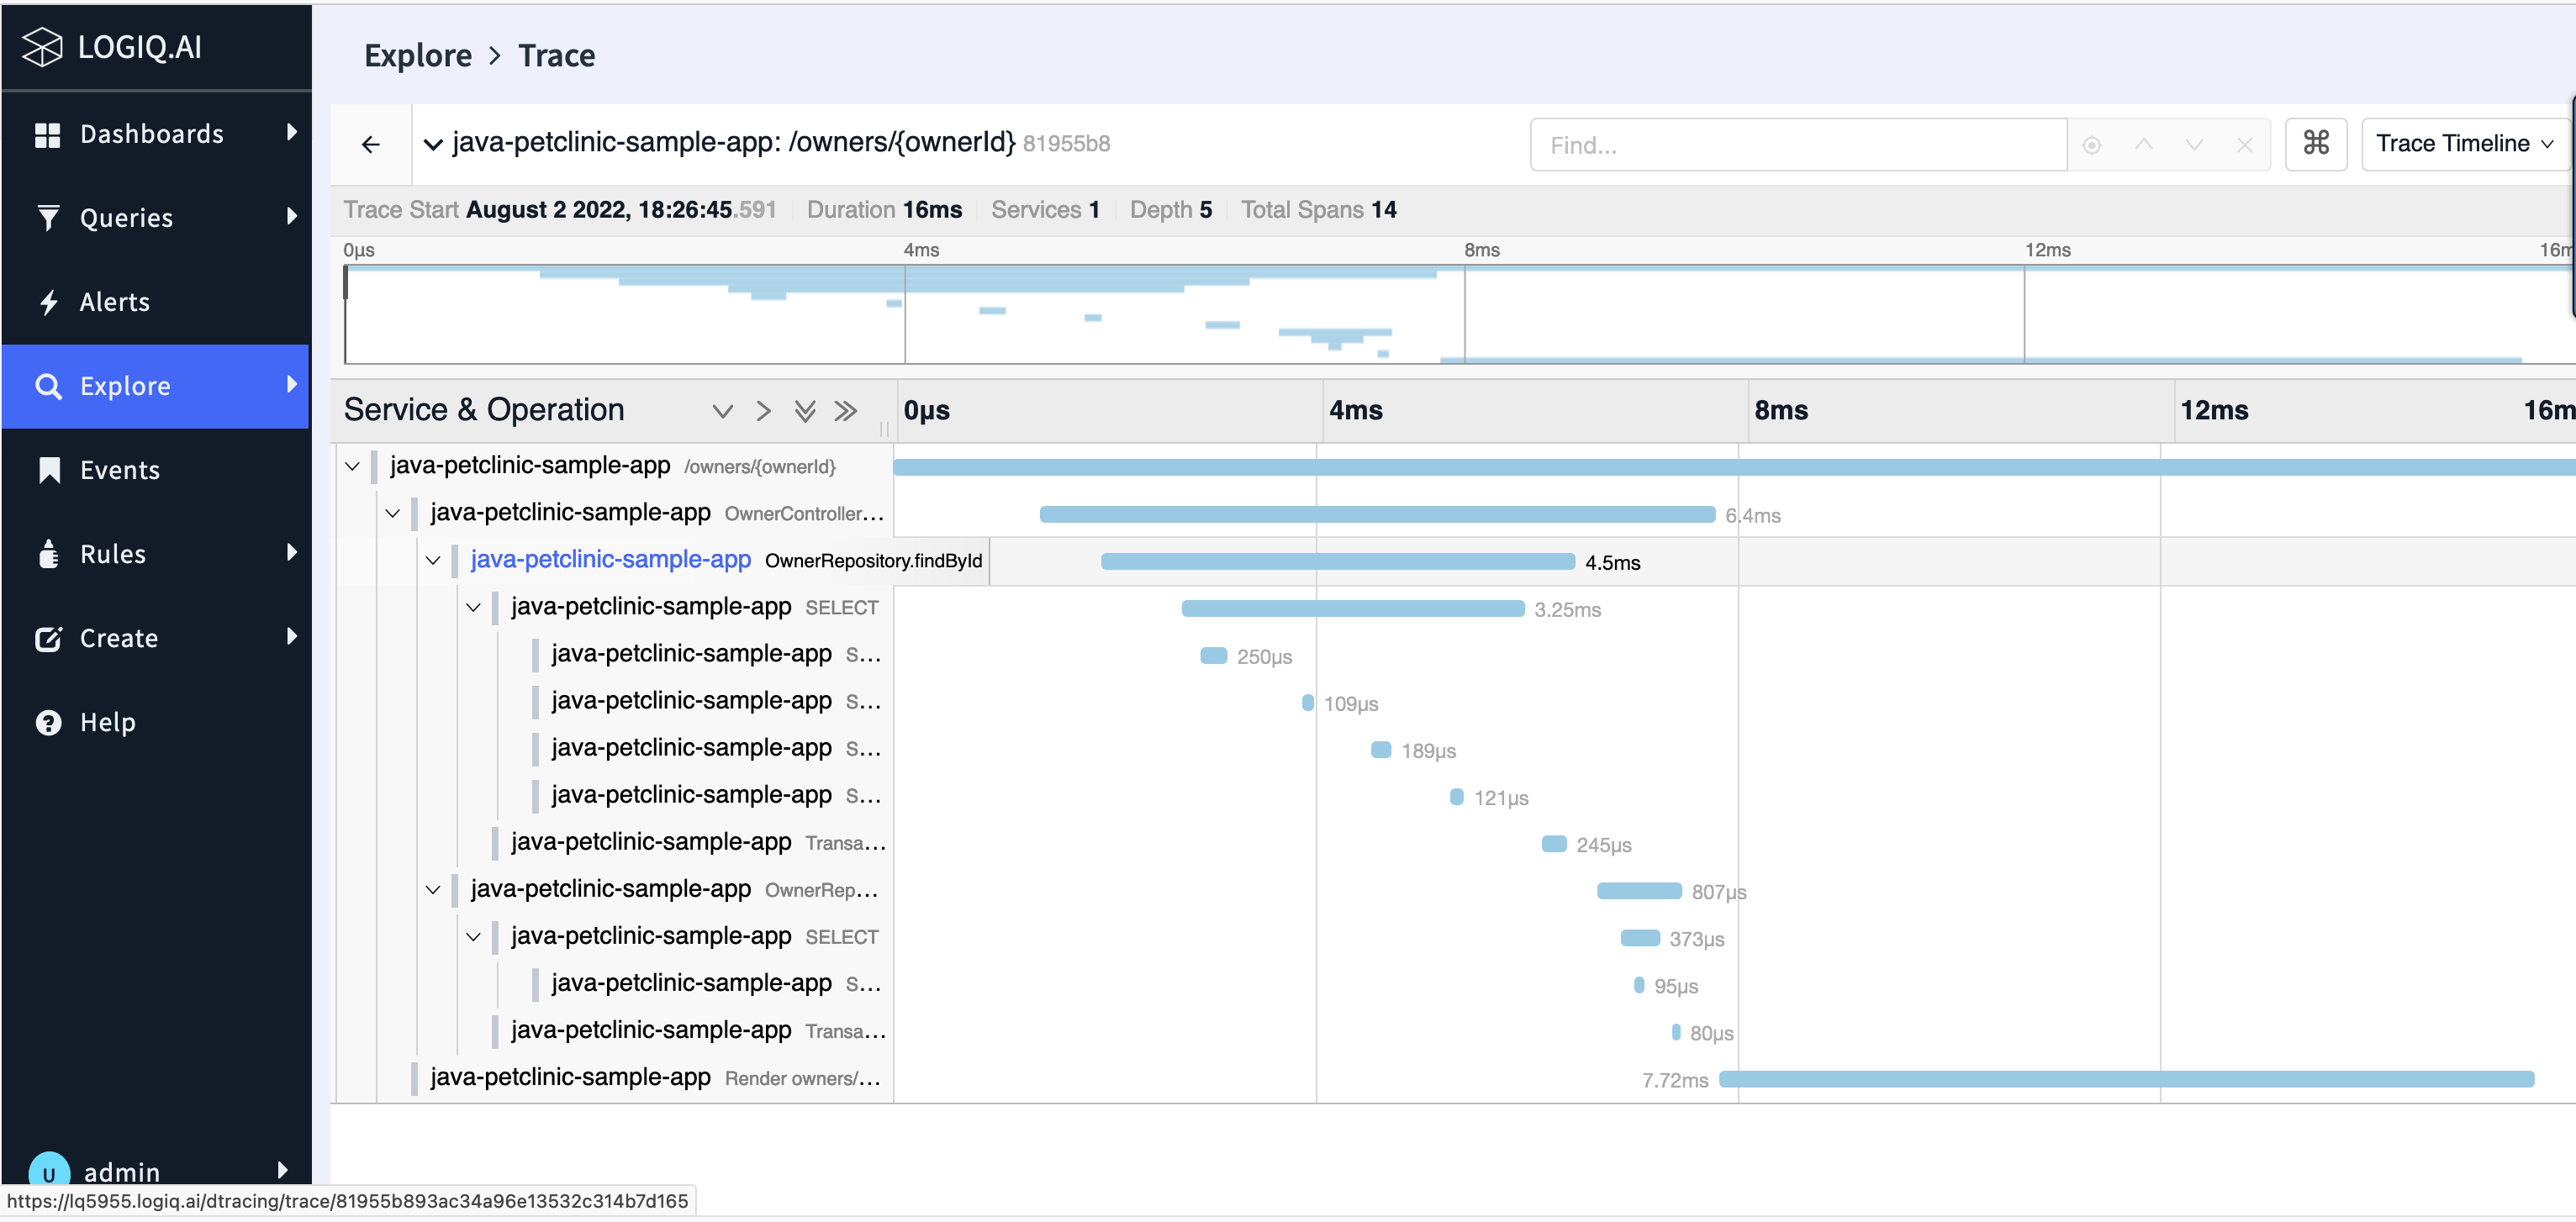 LOGIQ.AI
Dashboards
Queries
Alerts
Explore
Events
Rules
Create
Help
U admin
https://lq5955.logiq.ai/dtracing/trace/81955b893ac34a96e13532c314b7d165
Explore > Trace
java-petclinic-sample-app: /owners/{ownerId} 81955b8
Find...
⌘
Trace Timeline
Trace Start August 2 2022, 18:26:45.591 Duration 16ms Services 1 Depth 5 Total Spans 14
0μs 4ms 8ms 12ms 16m
Service & Operation 0μs 4ms 8ms 12ms 16m
java-petclinic-sample-app /owners/{ownerId}
java-petclinic-sample-app OwnerController... 6.4ms
java-petclinic-sample-app OwnerRepository.findById 4.5ms
java-petclinic-sample-app SELECT 3.25ms
java-petclinic-sample-app S... 250μs
java-petclinic-sample-app S... 109μs
java-petclinic-sample-app S... 189μs
java-petclinic-sample-app S... 121μs
java-petclinic-sample-app Transa... 245μs
java-petclinic-sample-app OwnerRep... 807μs
java-petclinic-sample-app SELECT 373μs
java-petclinic-sample-app S... 95μs
java-petclinic-sample-app Transa... 80μs
java-petclinic-sample-app Render owners/... 7.72ms